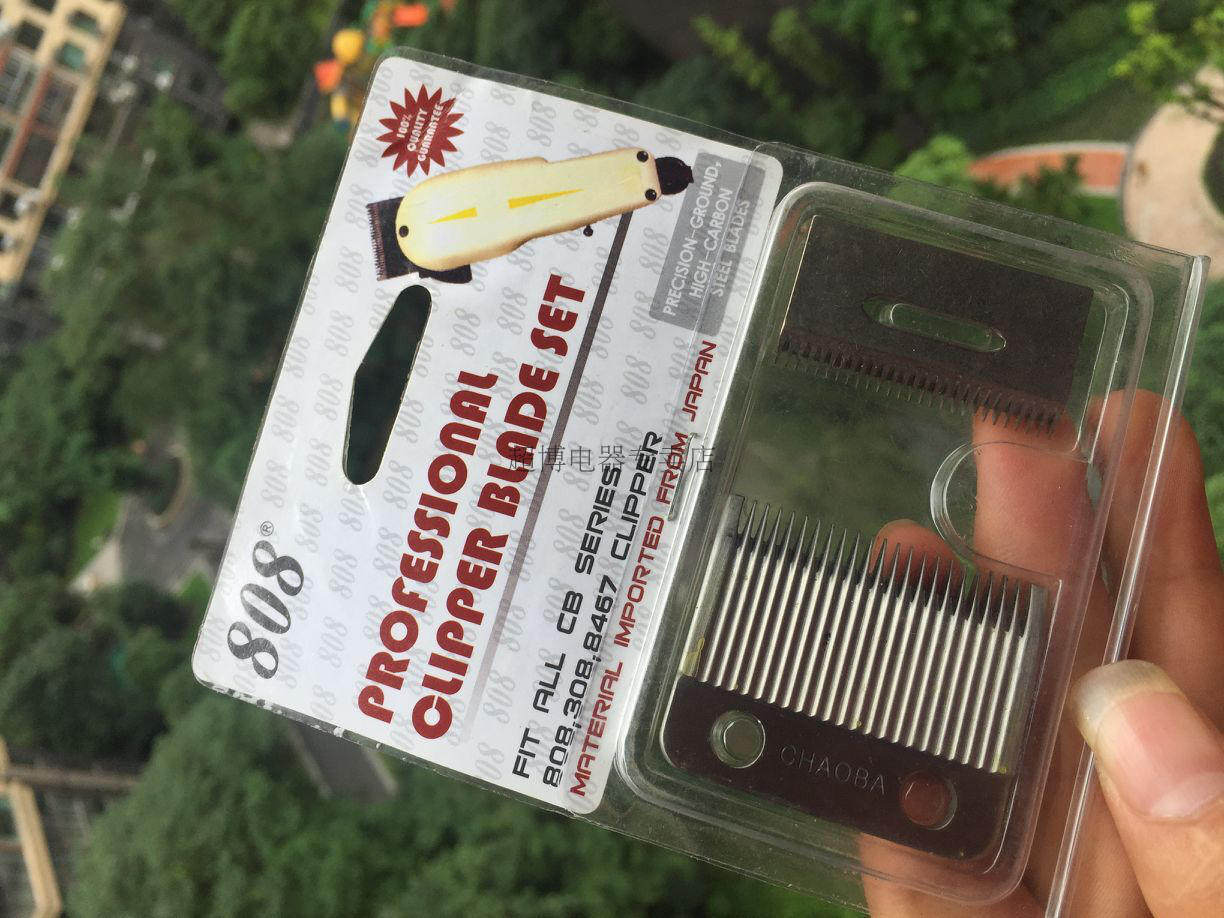 100%
QUALITY
GUARANTEE
PRECISION-GROUND,
HIGH-CARBON
STEEL BLADES
808®
PROFESSIONAL
CLIPPER BLADE SET
FIT ALL CB SERIES:
808,308,8467 CLIPPER
MATERIAL IMPORTED FROM JAPAN
CHAOBA
超博电器专卖店